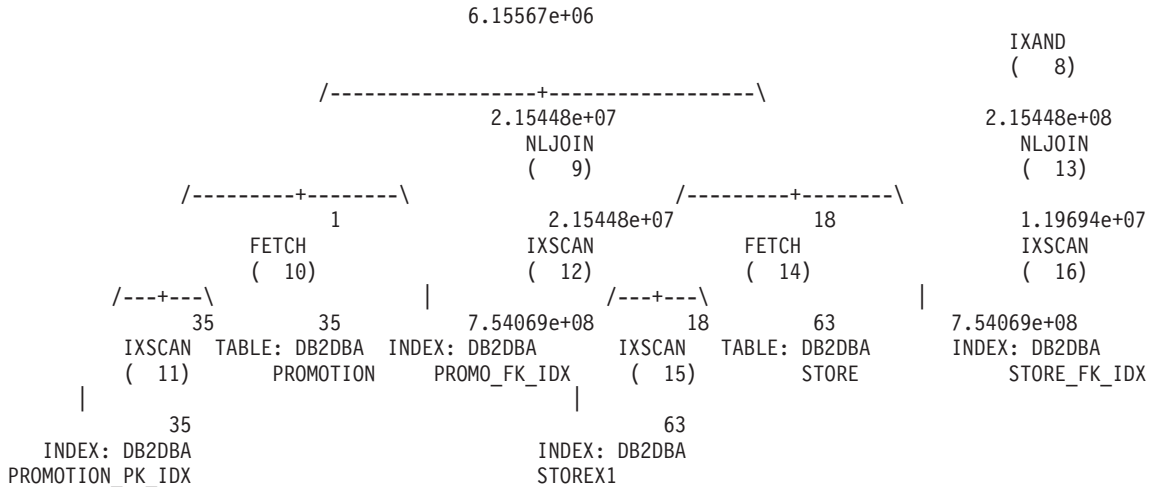 6.15567e+06
IXAND
( 8)
/------------------+------------------\
2.15448e+07 2.15448e+08
NLJOIN NLJOIN
( 9) ( 13)
/---------+--------\ /---------+--------\
1 2.15448e+07 18 1.19694e+07
FETCH IXSCAN FETCH IXSCAN
( 10) ( 12) ( 14) ( 16)
/---+---\ | /---+---\ |
35 35 7.54069e+08 18 63 7.54069e+08
IXSCAN TABLE: DB2DBA INDEX: DB2DBA IXSCAN TABLE: DB2DBA INDEX: DB2DBA
( 11) PROMOTION PROMO_FK_IDX ( 15) STORE STORE_FK_IDX
| |
35 63
INDEX: DB2DBA INDEX: DB2DBA
PROMOTION_PK_IDX STOREX1